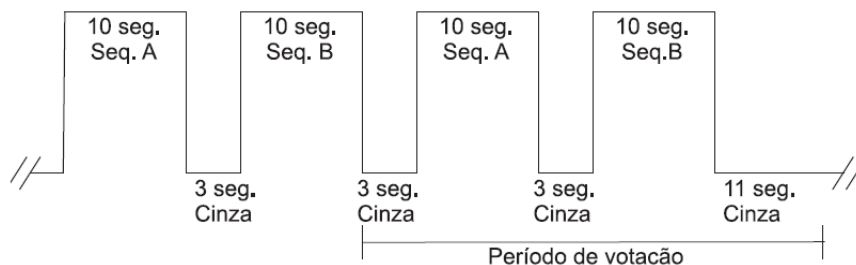 10 seg.
Seq. A
10 seg.
Seq. B
10 seg.
Seq. A
10 seg.
Seq.B
3 seg.
Cinza
3 seg.
Cinza
3 seg.
Cinza
11 seg.
Cinza
Período de votacão